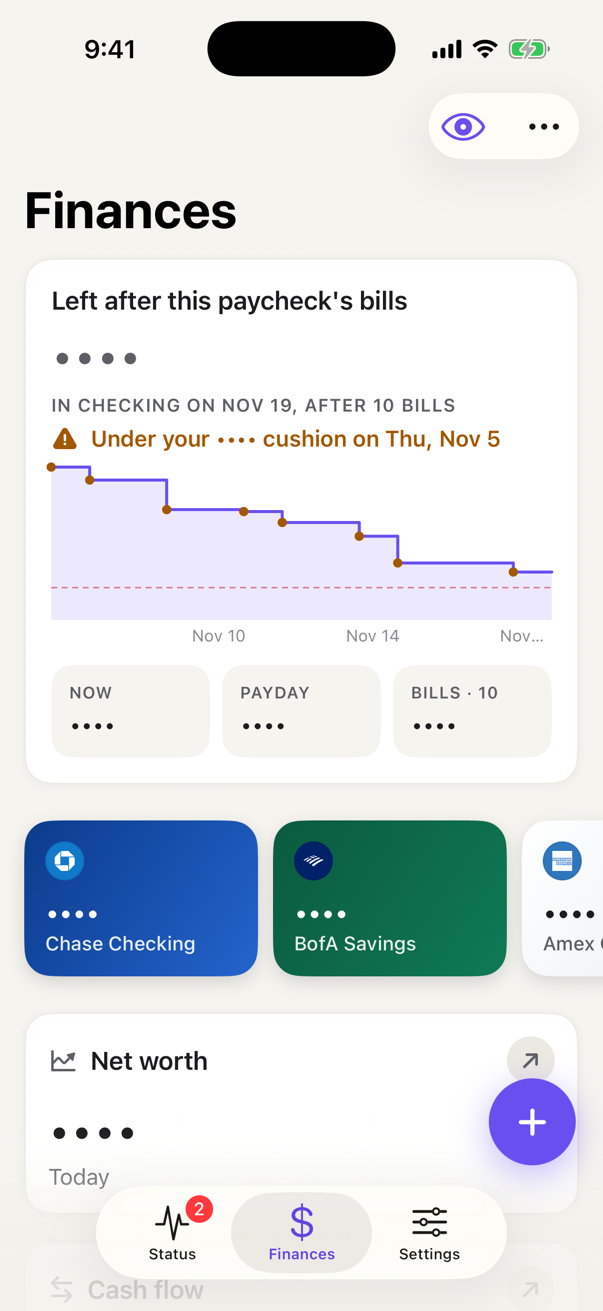 9:41
Finances
Left after this paycheck's bills
••••
IN CHECKING ON NOV 19, AFTER 10 BILLS
Under your •••• cushion on Thu, Nov 5
Nov 10 Nov 14 Nov...
NOW PAYDAY BILLS · 10
•••• •••• ••••
•••• •••• ••••
Chase Checking BofA Savings Amex
Net worth
••••
Today
2
Status Finances Settings
Cash flow